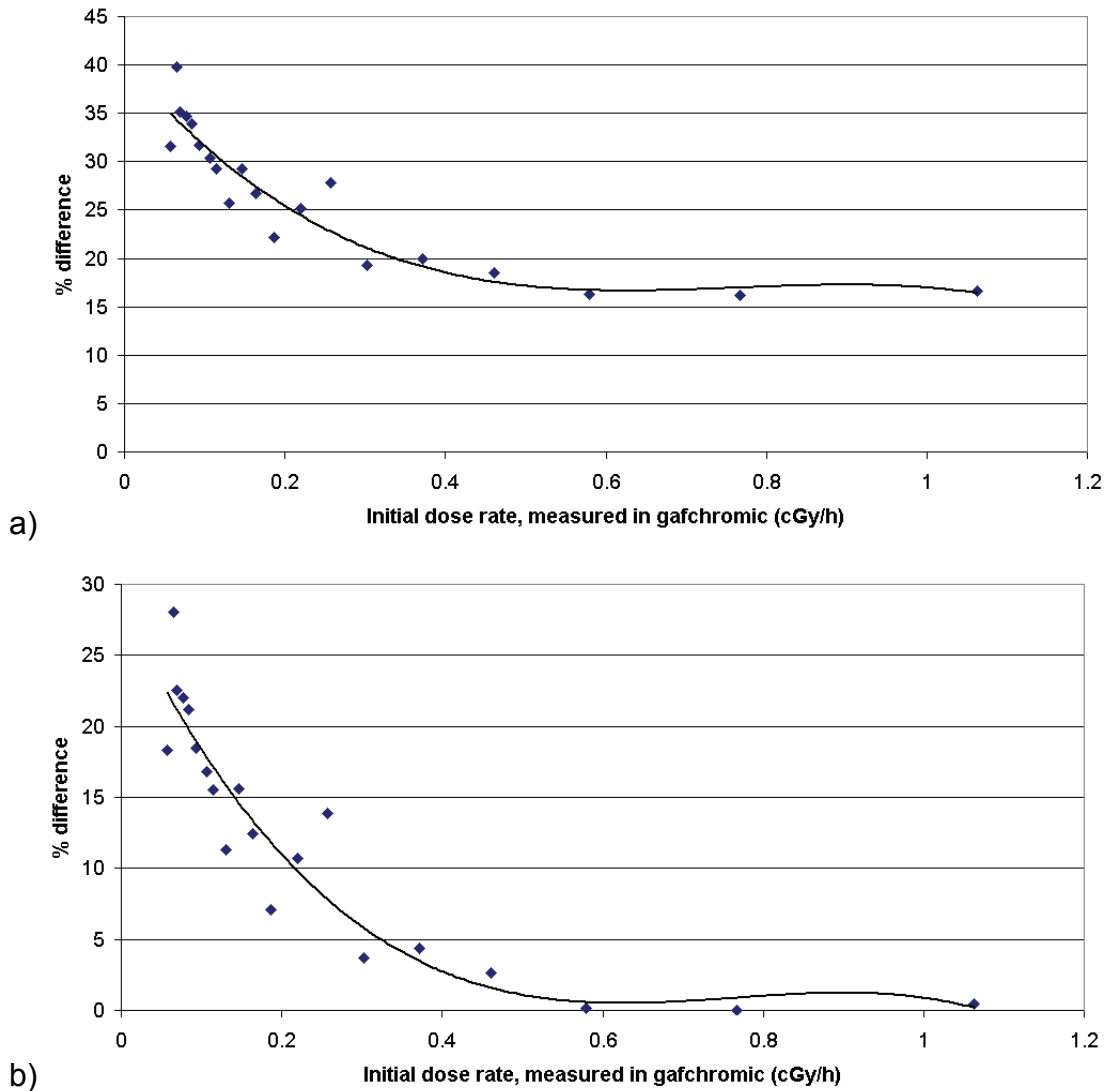 45
40
35
30
25
20
15
10
5
0
% difference
0 0.2 0.4 0.6 0.8 1 1.2
Initial dose rate, measured in gafchromic (cGy/h)
a)
30
25
20
15
10
5
0
% difference
0 0.2 0.4 0.6 0.8 1 1.2
Initial dose rate, measured in gafchromic (cGy/h)
b)